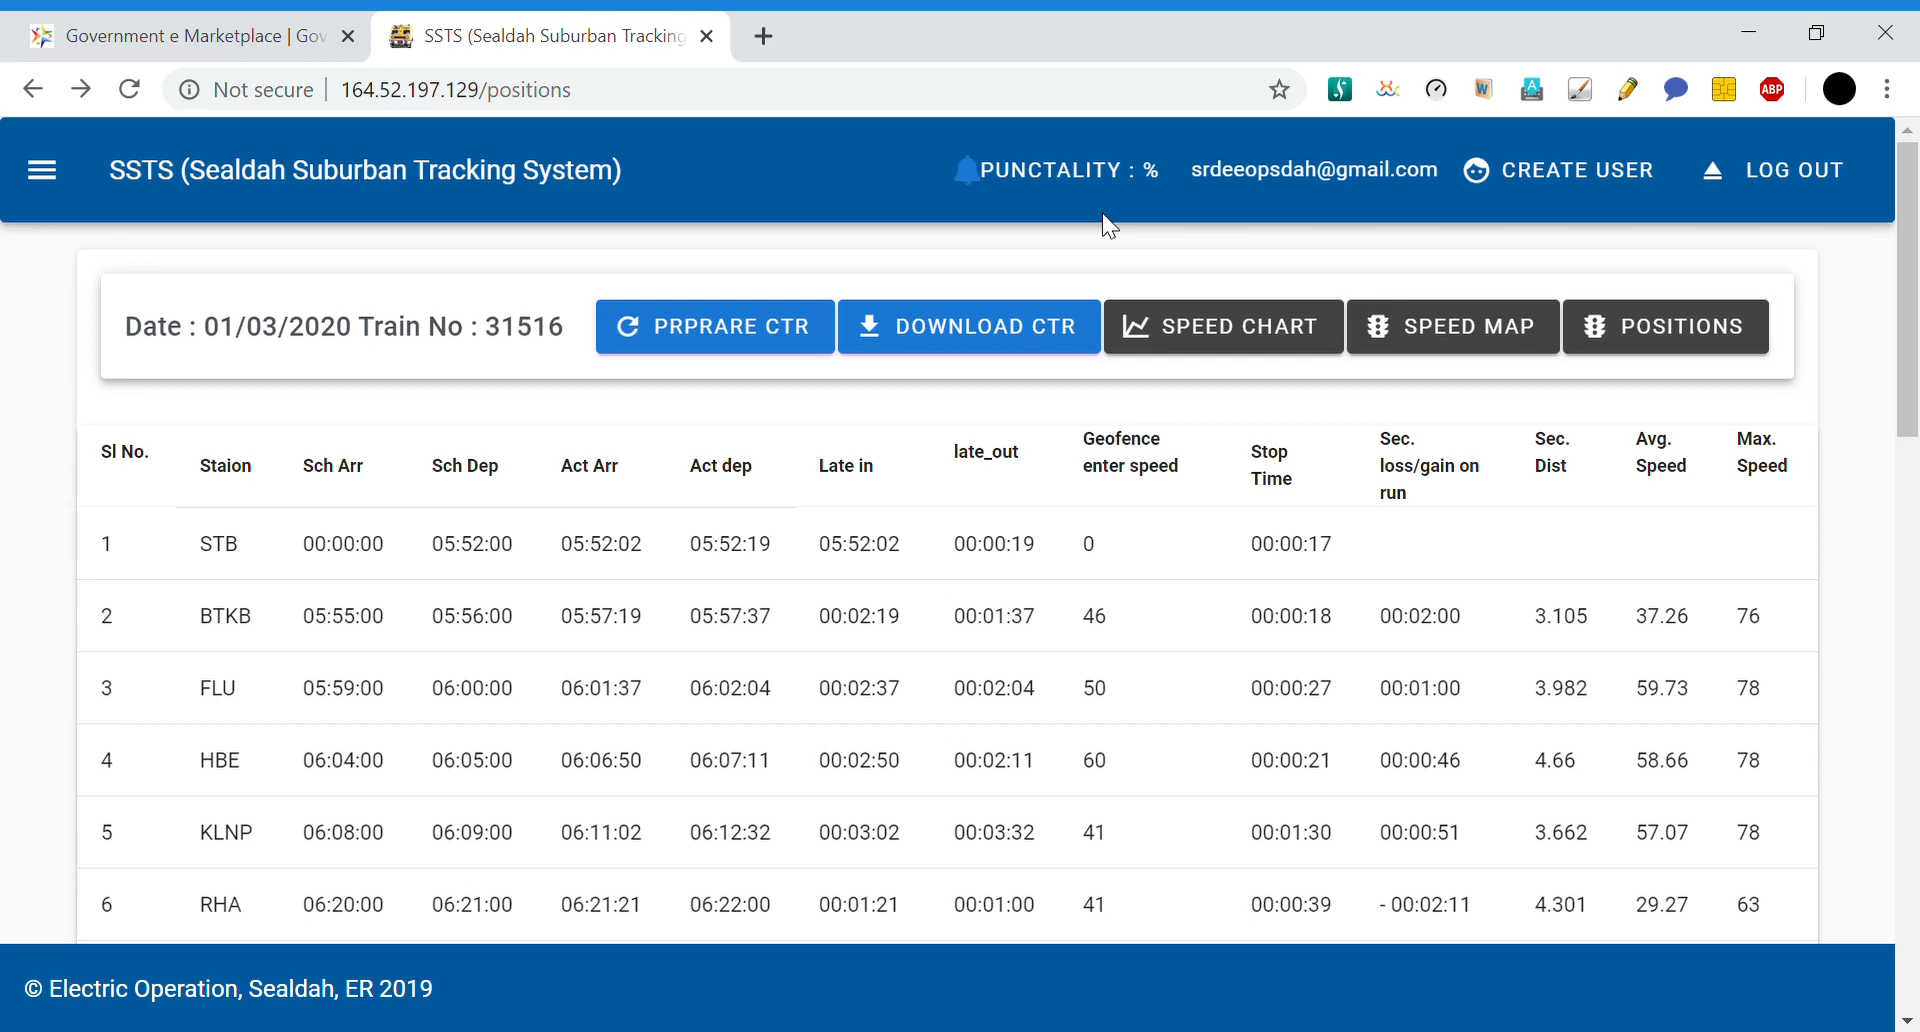 Government e Marketplace | Gov
SSTS (Sealdah Suburban Tracking
Not secure | 164.52.197.129/positions
ABP
SSTS (Sealdah Suburban Tracking System)
PUNCTALITY : %
srdeeopsdah@gmail.com
CREATE USER
LOG OUT
Date : 01/03/2020 Train No : 31516
PRPRARE CTR
DOWNLOAD CTR
SPEED CHART
SPEED MAP
POSITIONS
Sl No. Staion Sch Arr Sch Dep Act Arr Act dep Late in late_out Geofence enter speed Stop Time Sec. loss/gain on run Sec. Dist Avg. Speed Max. Speed
1 STB 00:00:00 05:52:00 05:52:02 05:52:19 05:52:02 00:00:19 0 00:00:17
2 BTKB 05:55:00 05:56:00 05:57:19 05:57:37 00:02:19 00:01:37 46 00:00:18 00:02:00 3.105 37.26 76
3 FLU 05:59:00 06:00:00 06:01:37 06:02:04 00:02:37 00:02:04 50 00:00:27 00:01:00 3.982 59.73 78
4 HBE 06:04:00 06:05:00 06:06:50 06:07:11 00:02:50 00:02:11 60 00:00:21 00:00:46 4.66 58.66 78
5 KLNP 06:08:00 06:09:00 06:11:02 06:12:32 00:03:02 00:03:32 41 00:01:30 00:00:51 3.662 57.07 78
6 RHA 06:20:00 06:21:00 06:21:21 06:22:00 00:01:21 00:01:00 41 00:00:39 - 00:02:11 4.301 29.27 63
© Electric Operation, Sealdah, ER 2019